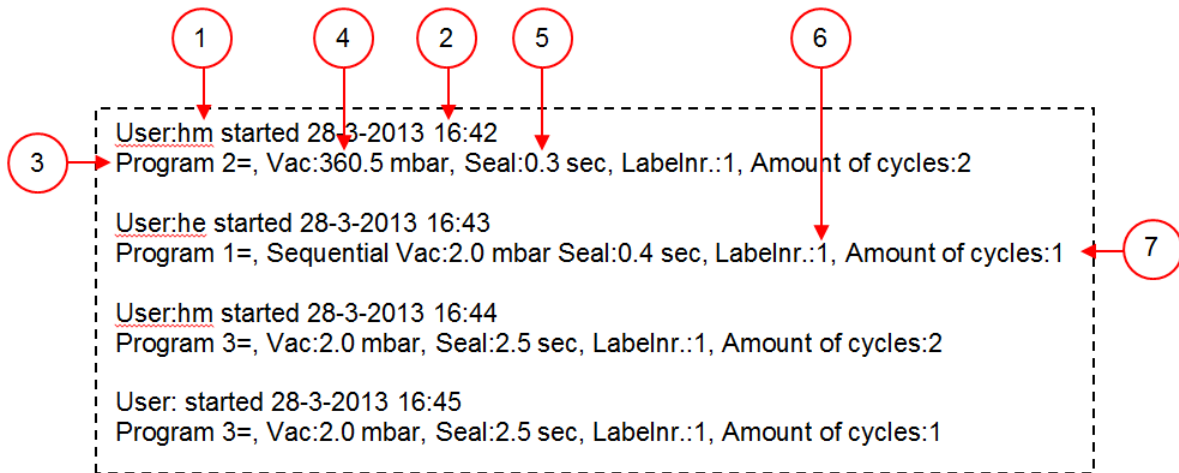 1 4 2 5 6
User:hm started 28-3-2013 16:42
3 Program 2=, Vac:360.5 mbar, Seal:0.3 sec, Labelnr.:1, Amount of cycles:2
User:he started 28-3-2013 16:43
Program 1=, Sequential Vac:2.0 mbar Seal:0.4 sec, Labelnr.:1, Amount of cycles:1 7
User:hm started 28-3-2013 16:44
Program 3=, Vac:2.0 mbar, Seal:2.5 sec, Labelnr.:1, Amount of cycles:2
User: started 28-3-2013 16:45
Program 3=, Vac:2.0 mbar, Seal:2.5 sec, Labelnr.:1, Amount of cycles:1